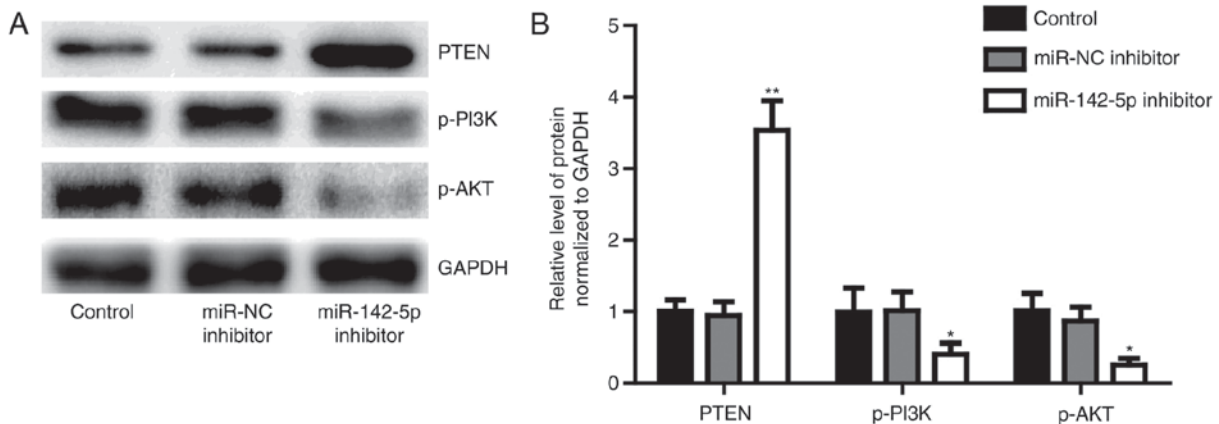 A
PTEN
p-PI3K
p-AKT
GAPDH
Control
miR-NC
inhibitor
miR-142-5p
inhibitor
B
Relative level of protein
normalized to GAPDH
5
4
3
2
1
0
**
*
*
PTEN
p-PI3K
p-AKT
Control
miR-NC inhibitor
miR-142-5p inhibitor